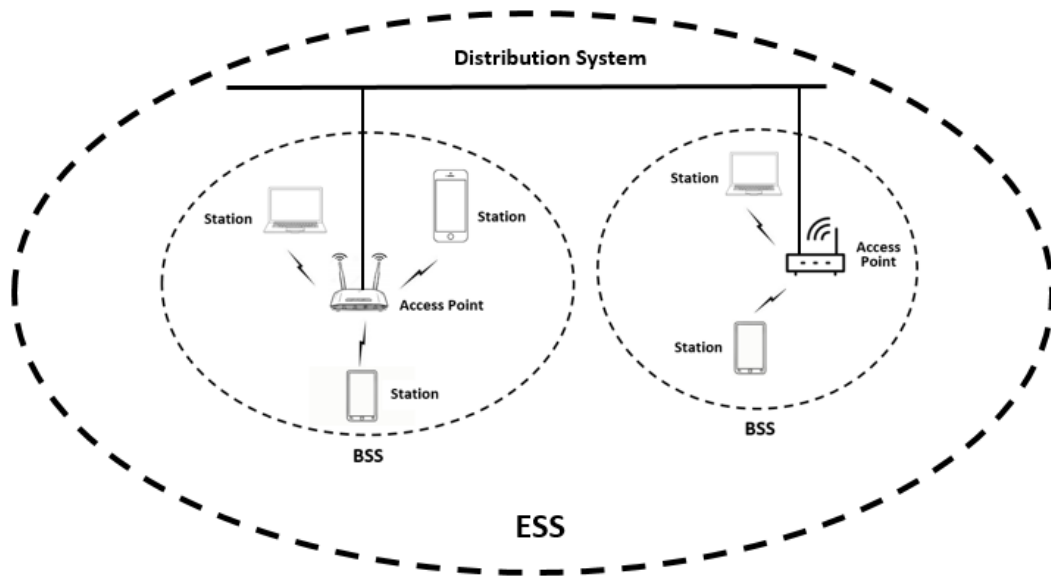 Distribution System
Station
Station
Access Point
Station
BSS
Station
Access
Point
Station
BSS
ESS